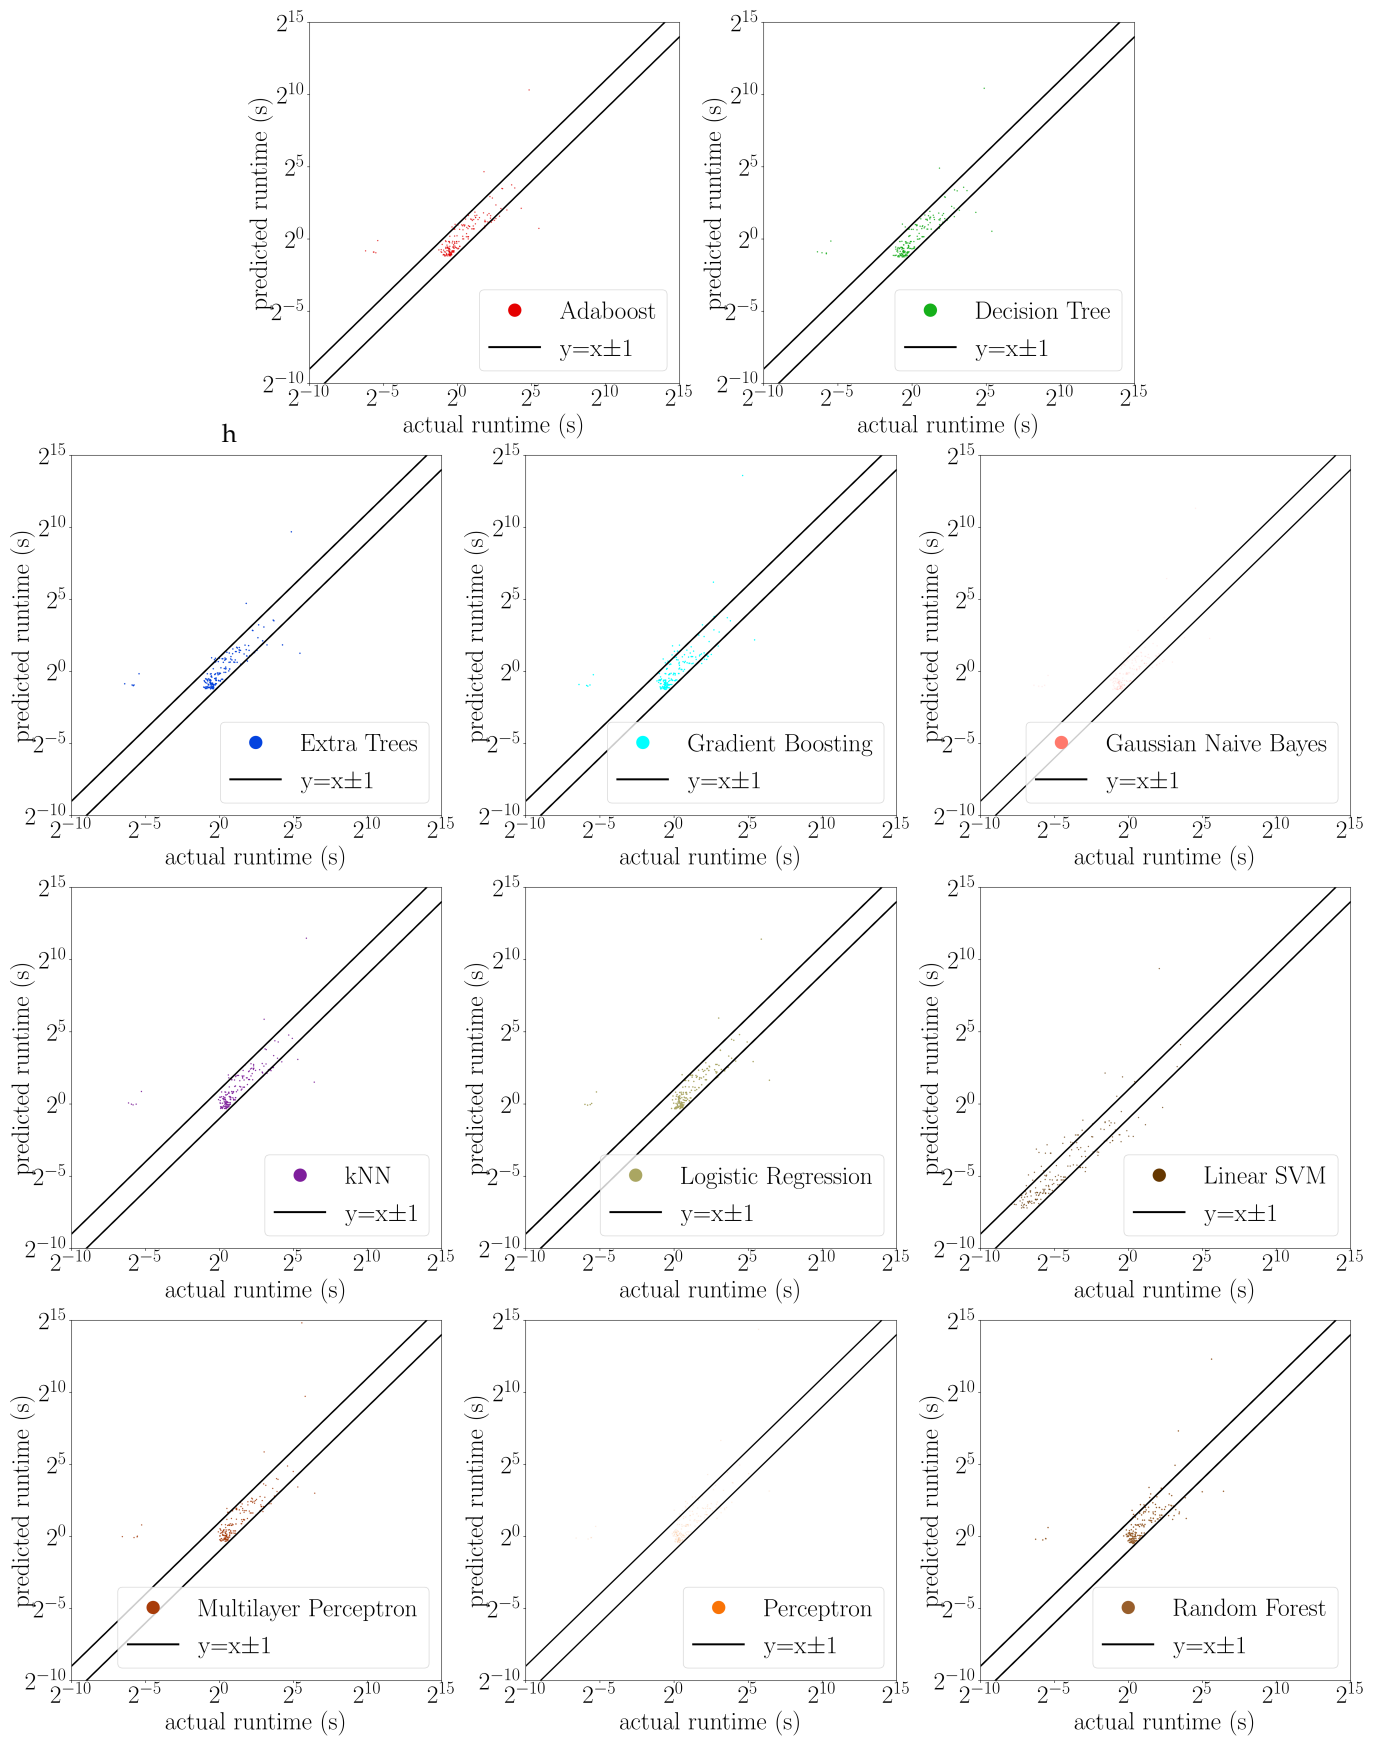 2^15 2^15
2^10 2^10
2^5 2^5
2^0 2^0
2^−5 2^−5
2^−10 2^−10
predicted runtime (s) predicted runtime (s)
Adaboost Decision Tree
y=x±1 y=x±1
2^−10 2^−5 2^0 2^5 2^10 2^15 2^−10 2^−5 2^0 2^5 2^10 2^15
actual runtime (s) actual runtime (s)
h
2^15 2^15 2^15
2^10 2^10 2^10
2^5 2^5 2^5
2^0 2^0 2^0
2^−5 2^−5 2^−5
2^−10 2^−10 2^−10
predicted runtime (s) predicted runtime (s) predicted runtime (s)
Extra Trees Gradient Boosting Gaussian Naive Bayes
y=x±1 y=x±1 y=x±1
2^−10 2^−5 2^0 2^5 2^10 2^15 2^−10 2^−5 2^0 2^5 2^10 2^15 2^−10 2^−5 2^0 2^5 2^10 2^15
actual runtime (s) actual runtime (s) actual runtime (s)
2^15 2^15 2^15
2^10 2^10 2^10
2^5 2^5 2^5
2^0 2^0 2^0
2^−5 2^−5 2^−5
2^−10 2^−10 2^−10
predicted runtime (s) predicted runtime (s) predicted runtime (s)
kNN Logistic Regression Linear SVM
y=x±1 y=x±1 y=x±1
2^−10 2^−5 2^0 2^5 2^10 2^15 2^−10 2^−5 2^0 2^5 2^10 2^15 2^−10 2^−5 2^0 2^5 2^10 2^15
actual runtime (s) actual runtime (s) actual runtime (s)
2^15 2^15 2^15
2^10 2^10 2^10
2^5 2^5 2^5
2^0 2^0 2^0
2^−5 2^−5 2^−5
2^−10 2^−10 2^−10
predicted runtime (s) predicted runtime (s) predicted runtime (s)
Multilayer Perceptron Perceptron Random Forest
y=x±1 y=x±1 y=x±1
2^−10 2^−5 2^0 2^5 2^10 2^15 2^−10 2^−5 2^0 2^5 2^10 2^15 2^−10 2^−5 2^0 2^5 2^10 2^15
actual runtime (s) actual runtime (s) actual runtime (s)